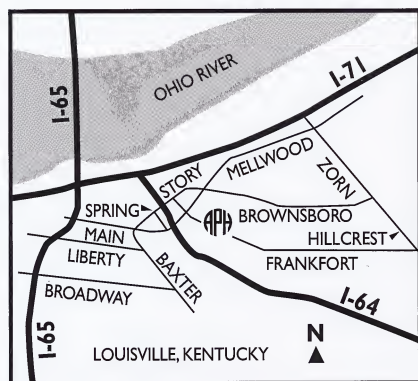 I-65
OHIO RIVER
I-71
MELLWOOD
STORY
ZORN
SPRING
APH
BROWNSBORO
MAIN
HILLCREST
LIBERTY
BAXTER
FRANKFORT
BROADWAY
I-64
I-65
N
LOUISVILLE, KENTUCKY